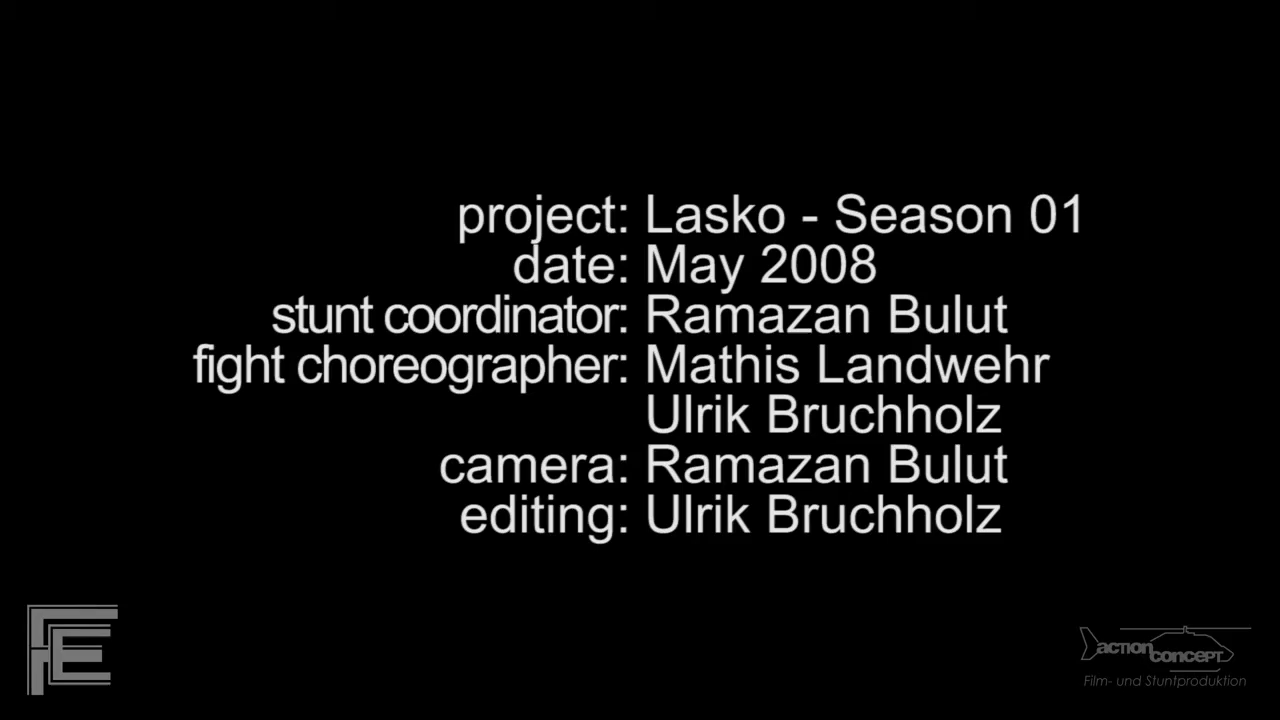 project: Lasko - Season 01
date: May 2008
stunt coordinator: Ramazan Bulut
fight choreographer: Mathis Landwehr
Ulrik Bruchholz
camera: Ramazan Bulut
editing: Ulrik Bruchholz
FE
action concept
Film- und Stuntproduktion